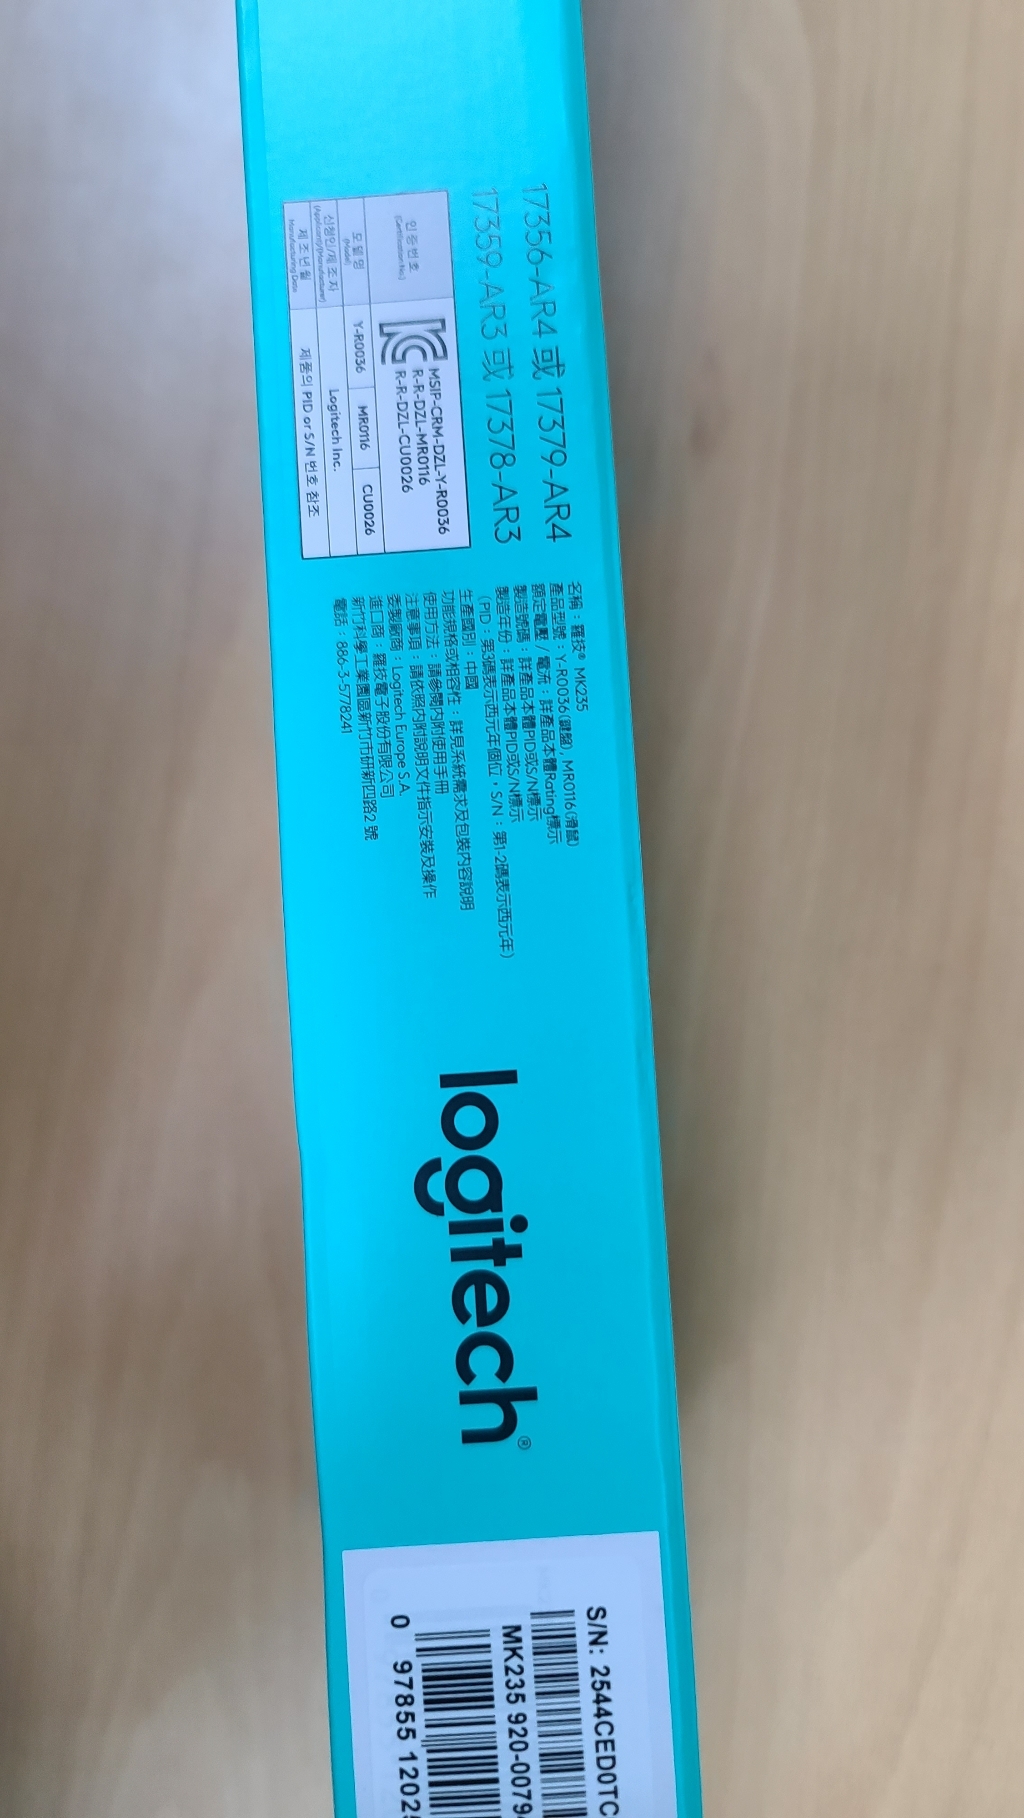 17356-AR4 或 17379-AR4
17359-AR3 或 17378-AR3
인증번호
(Certification No.)
MSIP-CRM-DZL-Y-R0036
R-R-DZL-MR0116
R-R-DZL-CU0026
모델명
(Model)
Y-R0036 MR0116 CU0026
신청인/제조자
(Applicant)/(Manufacturer)
Logitech Inc.
제조년월
Manufacturing Date
제품의 PID or S/N 번호 참조
名稱：羅技® MK235
產品型號：Y-R0036(鍵盤), MR0116(滑鼠)
額定電壓 / 電流：詳產品本體Rating標示
製造號碼：詳產品本體PID或S/N標示
製造年份：詳產品本體PID或S/N標示
(PID：第3碼表示西元年個位，S/N：第1-2碼表示西元年)
生產國別：中國
功能規格或相容性：詳見系統需求及包裝內容說明
使用方法：請參閱內附使用手冊
注意事項：請依照內附說明文件指示安裝及操作
委製廠商：Logitech Europe S.A.
進口商：羅技電子股份有限公司
新竹科學工業園區新竹市研新四路2 號
電話：886-3-5778241
logitech®
S/N: 2544CED0TC
MK235 920-0079
0 97855 1202